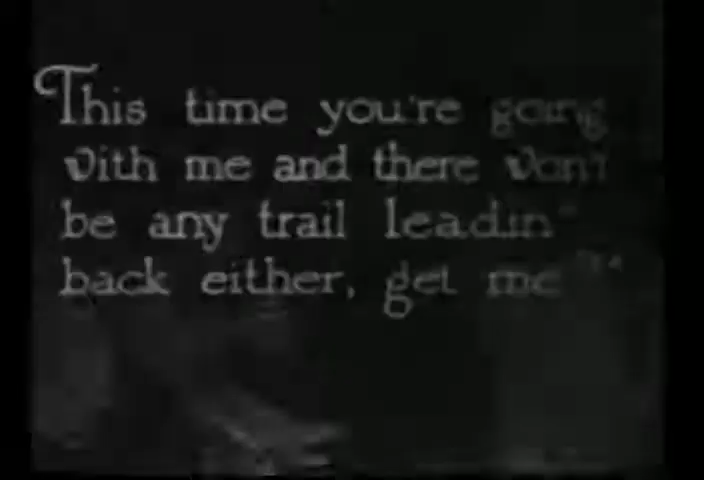 This time you're going
with me and there won't
be any trail leadin'
back either, get me?"